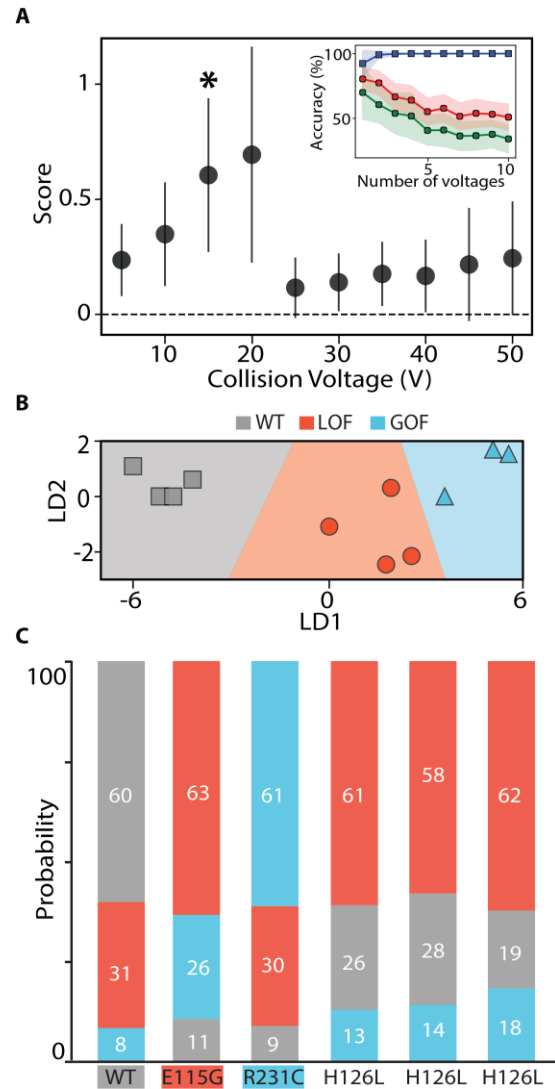 A
*
1
0.5
0
Score
10 20 30 40 50
Collision Voltage (V)
100
50
Accuracy (%)
5 10
Number of voltages
B
WT LOF GOF
2
0
-2
LD2
-6 0 6
LD1
C
100
0
Probability
60 63 61 61 58 62
31 26 30 26 28 19
8 11 9 13 14 18
WT E115G R231C H126L H126L H126L